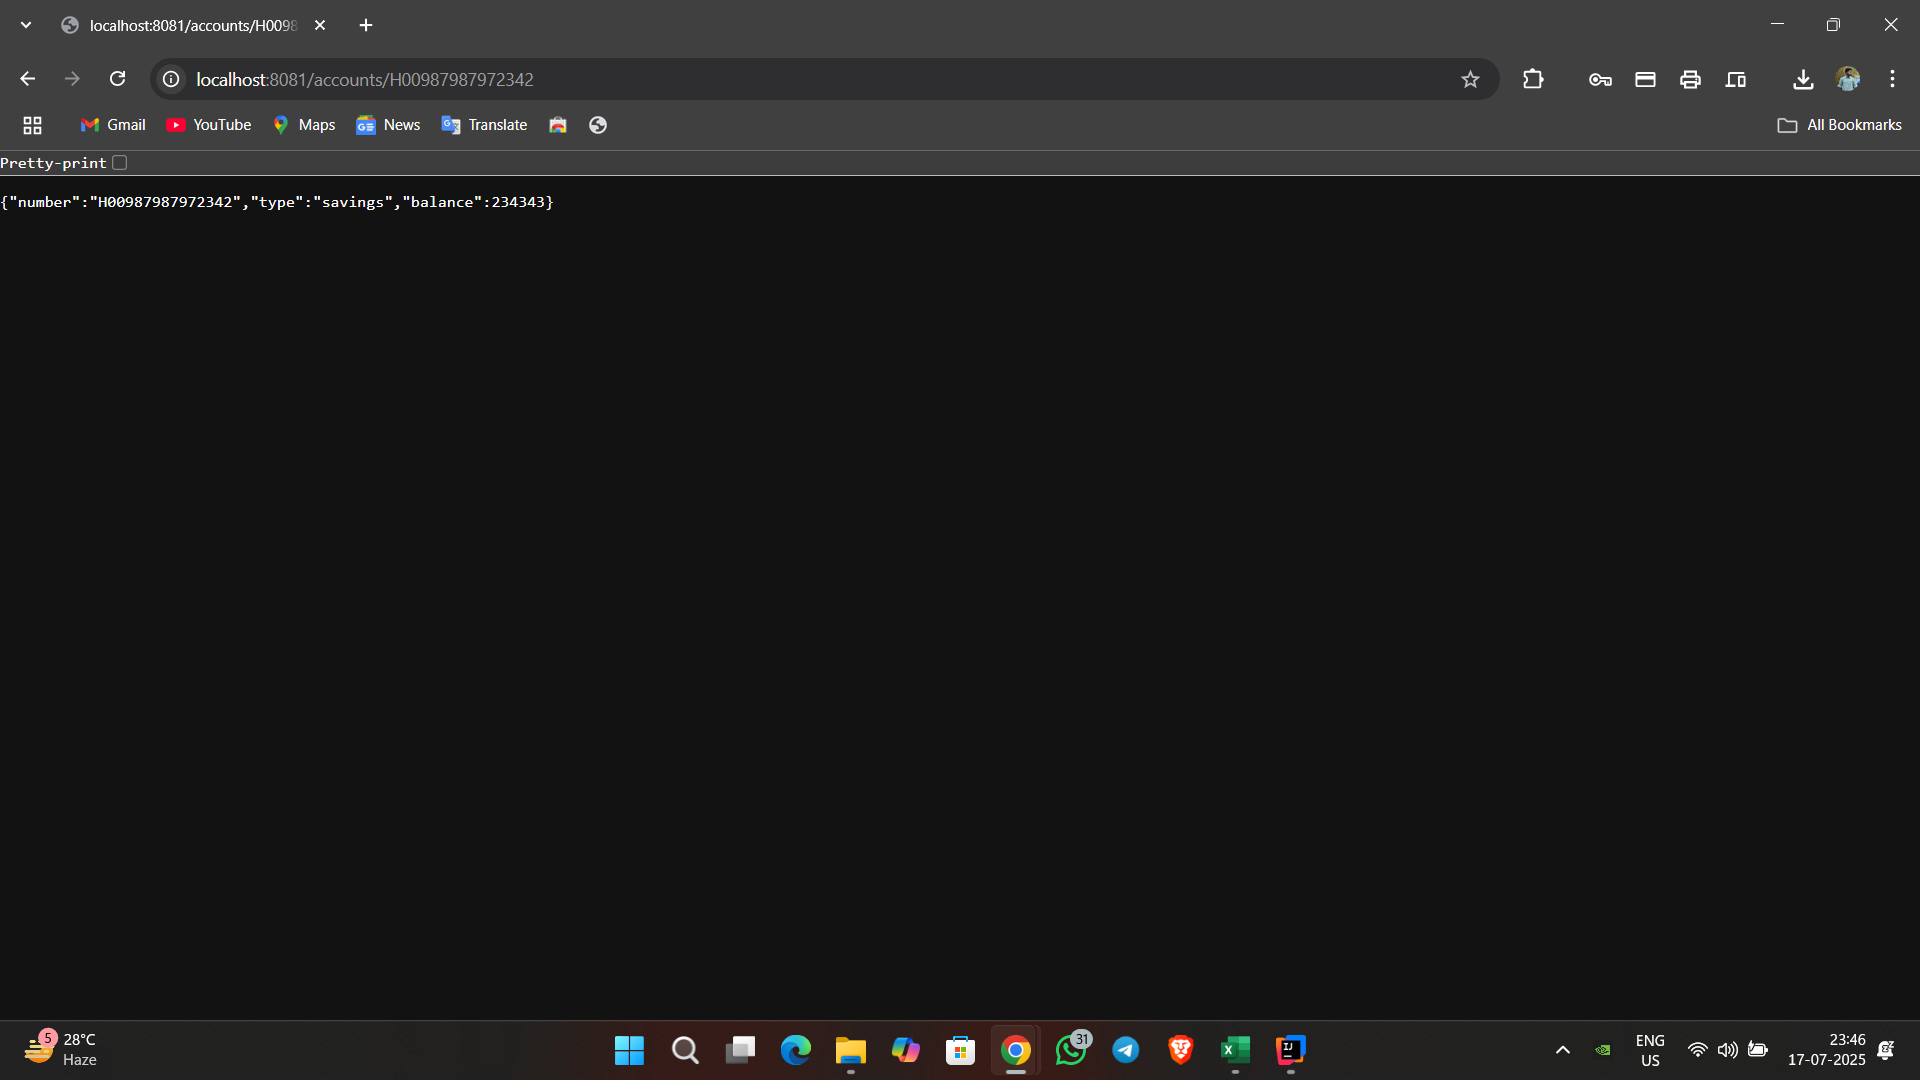 localhost:8081/accounts/H0098
localhost:8081/accounts/H00987987972342
Gmail
YouTube
Maps
News
Translate
All Bookmarks
Pretty-print
{"number":"H00987987972342","type":"savings","balance":234343}
5
28°C
Haze
31
ENG
US
23:46
17-07-2025